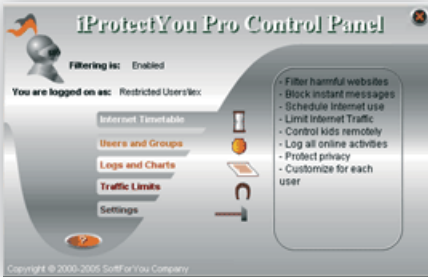 iProtectYou Pro Control Panel
Filtering is: Enabled
You are logged on as: Restricted Users\lex
Internet Timetable
Users and Groups
Logs and Charts
Traffic Limits
Settings
?
- Filter harmful websites
- Block instant messages
- Schedule Internet use
- Limit Internet Traffic
- Control kids remotely
- Log all online activities
- Protect privacy
- Customize for each
user
Copyright © 2000-2005 SoftForYou Company